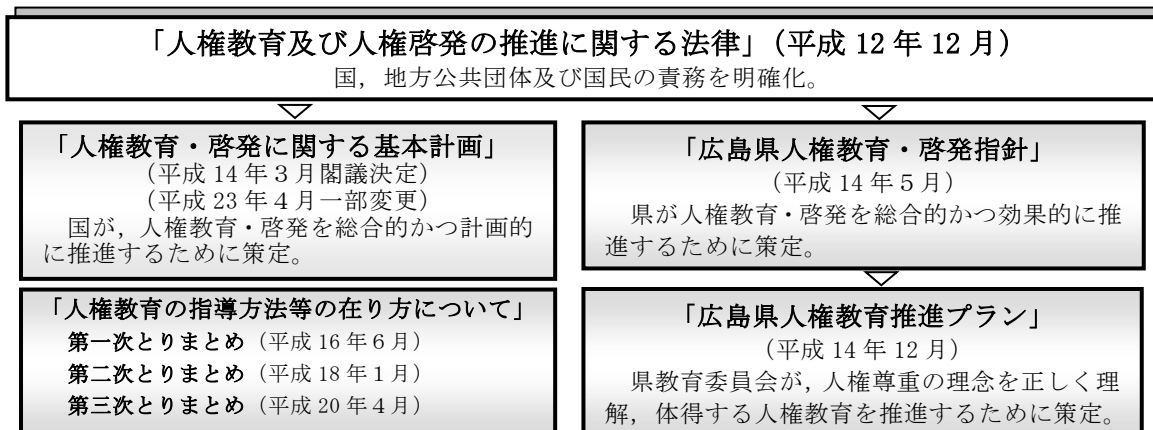 「人権教育及び人権啓発の推進に関する法律」(平成 12 年 12 月)
国，地方公共団体及び国民の責務を明確化。
「人権教育・啓発に関する基本計画」
(平成 14 年３月閣議決定)
(平成 23 年４月一部変更)
国が，人権教育・啓発を総合的かつ計画的
に推進するために策定。
「人権教育の指導方法等の在り方について」
第一次とりまとめ（平成 16 年６月）
第二次とりまとめ（平成 18 年１月）
第三次とりまとめ（平成 20 年４月）
「広島県人権教育・啓発指針」
（平成 14 年５月）
県が人権教育・啓発を総合的かつ効果的に推
進するために策定。
「広島県人権教育推進プラン」
（平成 14 年 12 月）
県教育委員会が，人権尊重の理念を正しく理
解，体得する人権教育を推進するために策定。